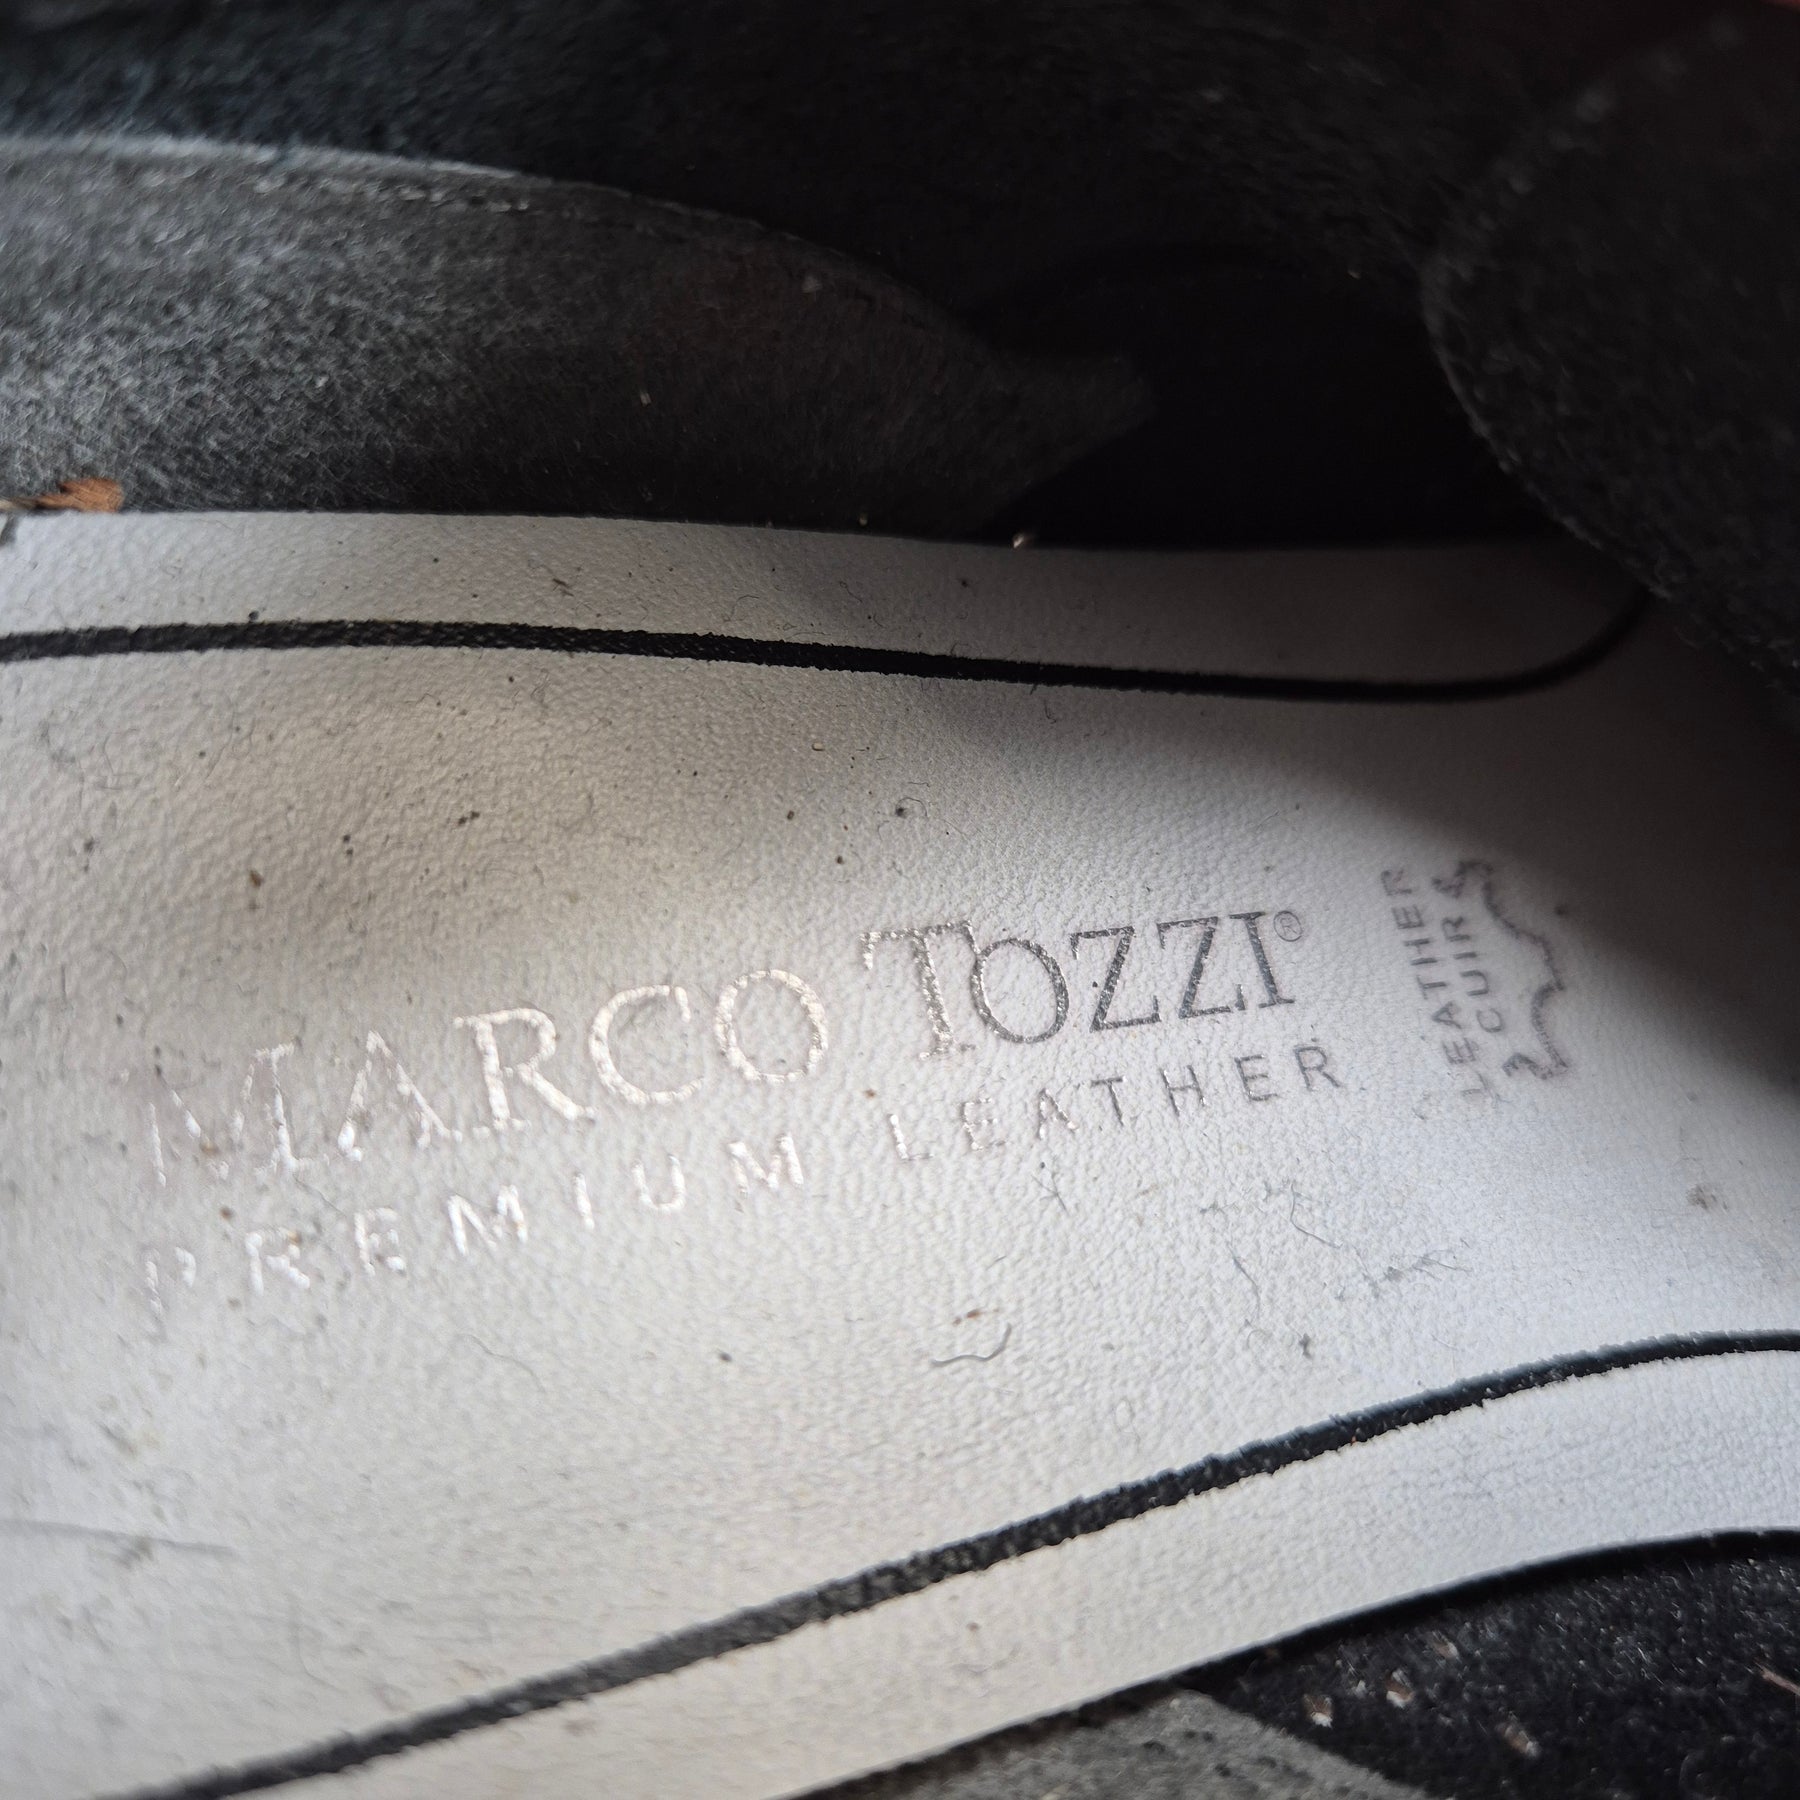 MARCO TOZZI®
PREMIUM LEATHER
LEATHER
CUIR &